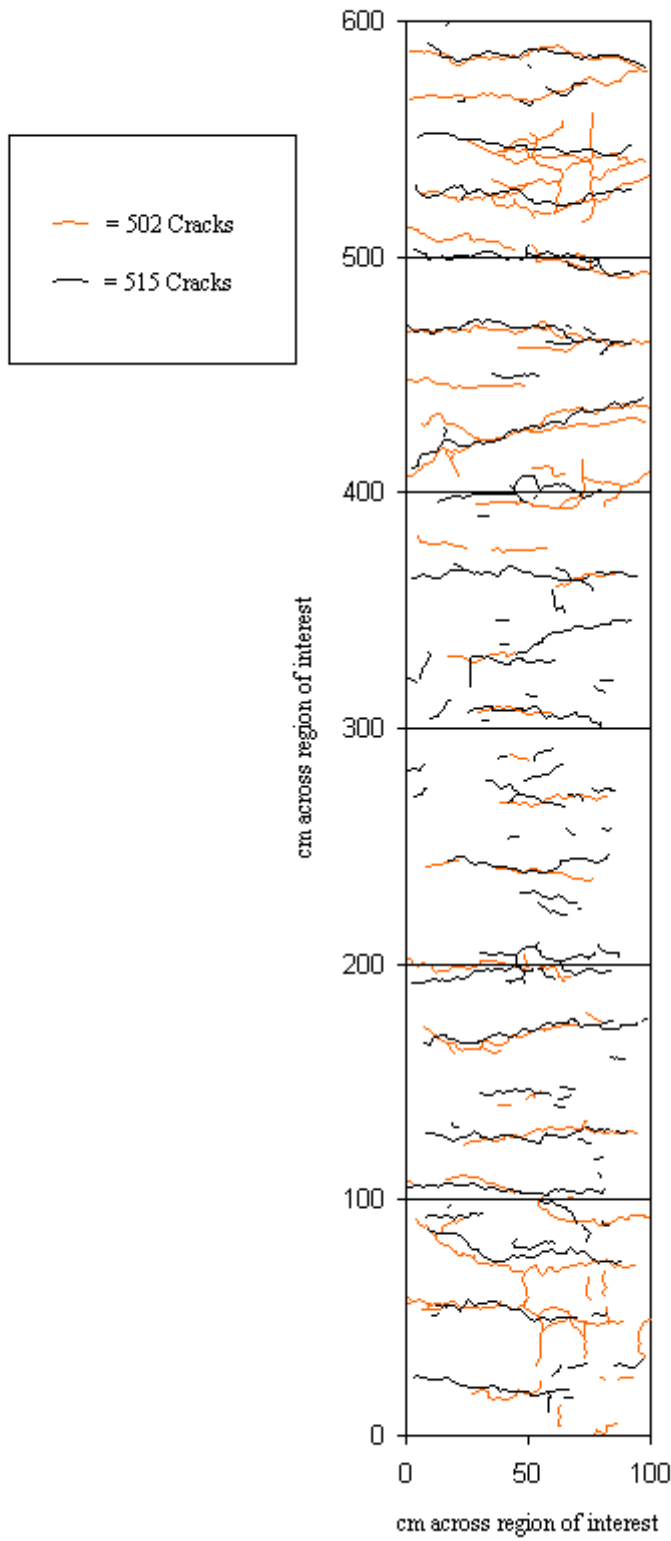 600
= 502 Cracks
= 515 Cracks
500
400
cm across region of interest
300
200
100
0
0 50 100
cm across region of interest